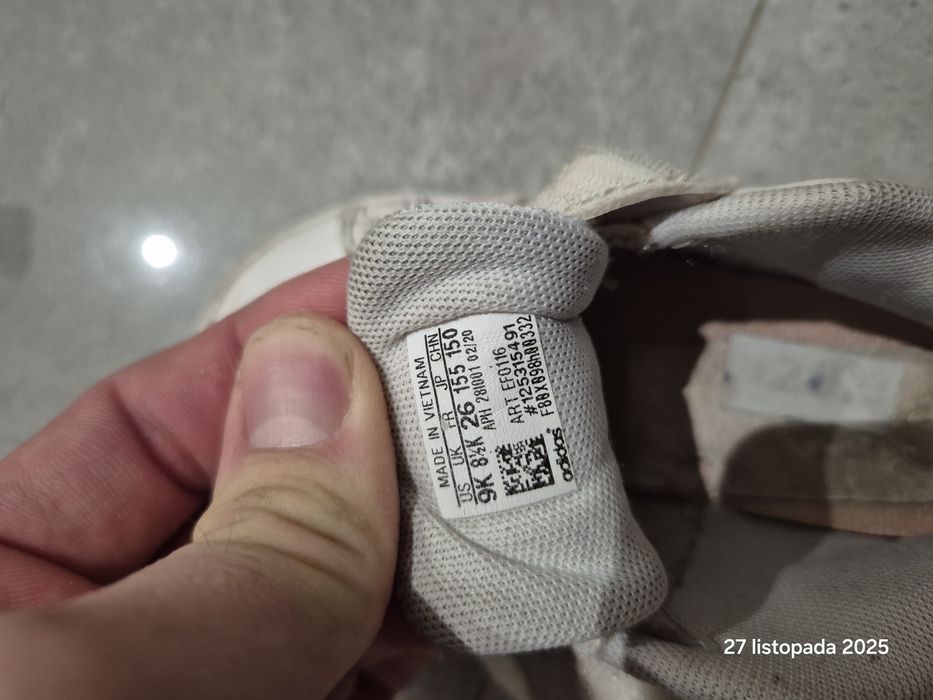 MADE IN VIETNAM
US UK FR JP CHN
9K 8½K 26 155 150
APH 281001 02/20
ART EF0116
#125315491
F80X098h00332
adidas
27 listopada 2025